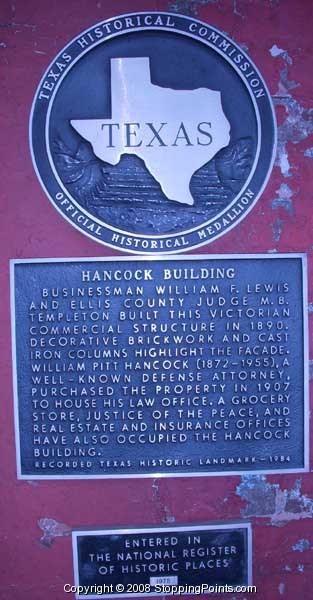 TEXAS HISTORICAL COMMISSION
TEXAS
OFFICIAL HISTORICAL MEDALLION
HANCOCK BUILDING
BUSINESSMAN WILLIAM F. LEWIS
AND ELLIS COUNTY JUDGE M.B.
TEMPLETON BUILT THIS VICTORIAN
COMMERCIAL STRUCTURE IN 1890.
DECORATIVE BRICKWORK AND CAST
IRON COLUMNS HIGHLIGHT THE FACADE.
WILLIAM PITT HANCOCK (1872-1955), A
WELL-KNOWN DEFENSE ATTORNEY,
PURCHASED THE PROPERTY IN 1907
TO HOUSE HIS LAW OFFICE. A GROCERY
STORE, JUSTICE OF THE PEACE, AND
REAL ESTATE AND INSURANCE OFFICES
HAVE ALSO OCCUPIED THE HANCOCK
BUILDING.
RECORDED TEXAS HISTORIC LANDMARK-1984
ENTERED IN
THE NATIONAL REGISTER
OF HISTORIC PLACES
1975
Copyright © 2008 StoppingPoints.com